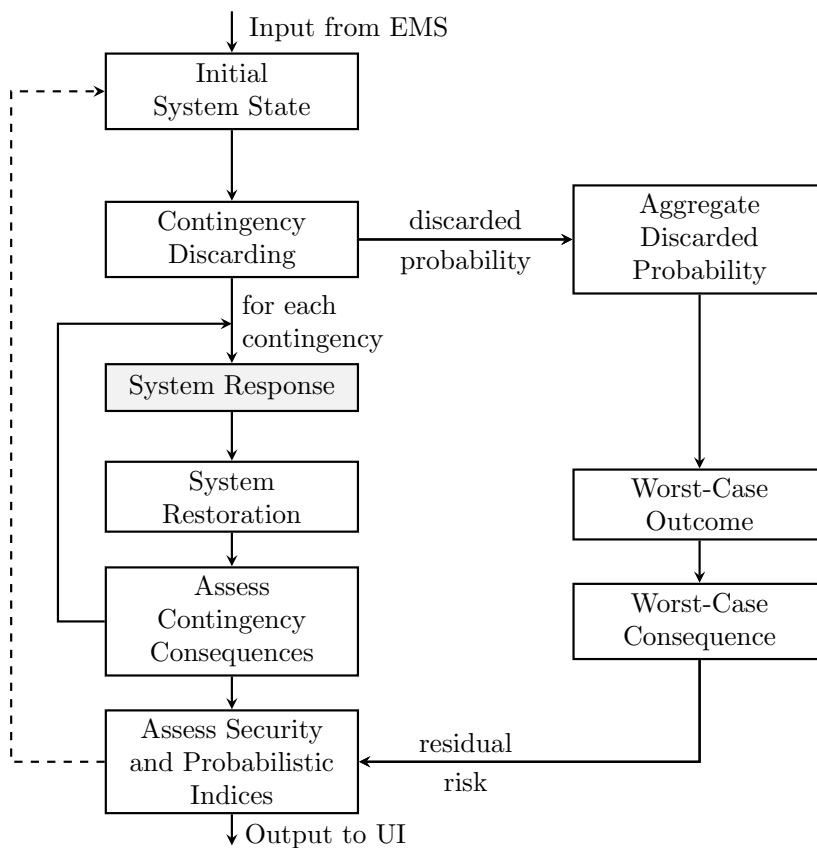 Input from EMS
Initial
System State
Contingency
Discarding
discarded
probability
Aggregate
Discarded
Probability
for each
contingency
System Response
System
Restoration
Worst-Case
Outcome
Assess
Contingency
Consequences
Worst-Case
Consequence
Assess Security
and Probabilistic
Indices
residual
risk
Output to UI